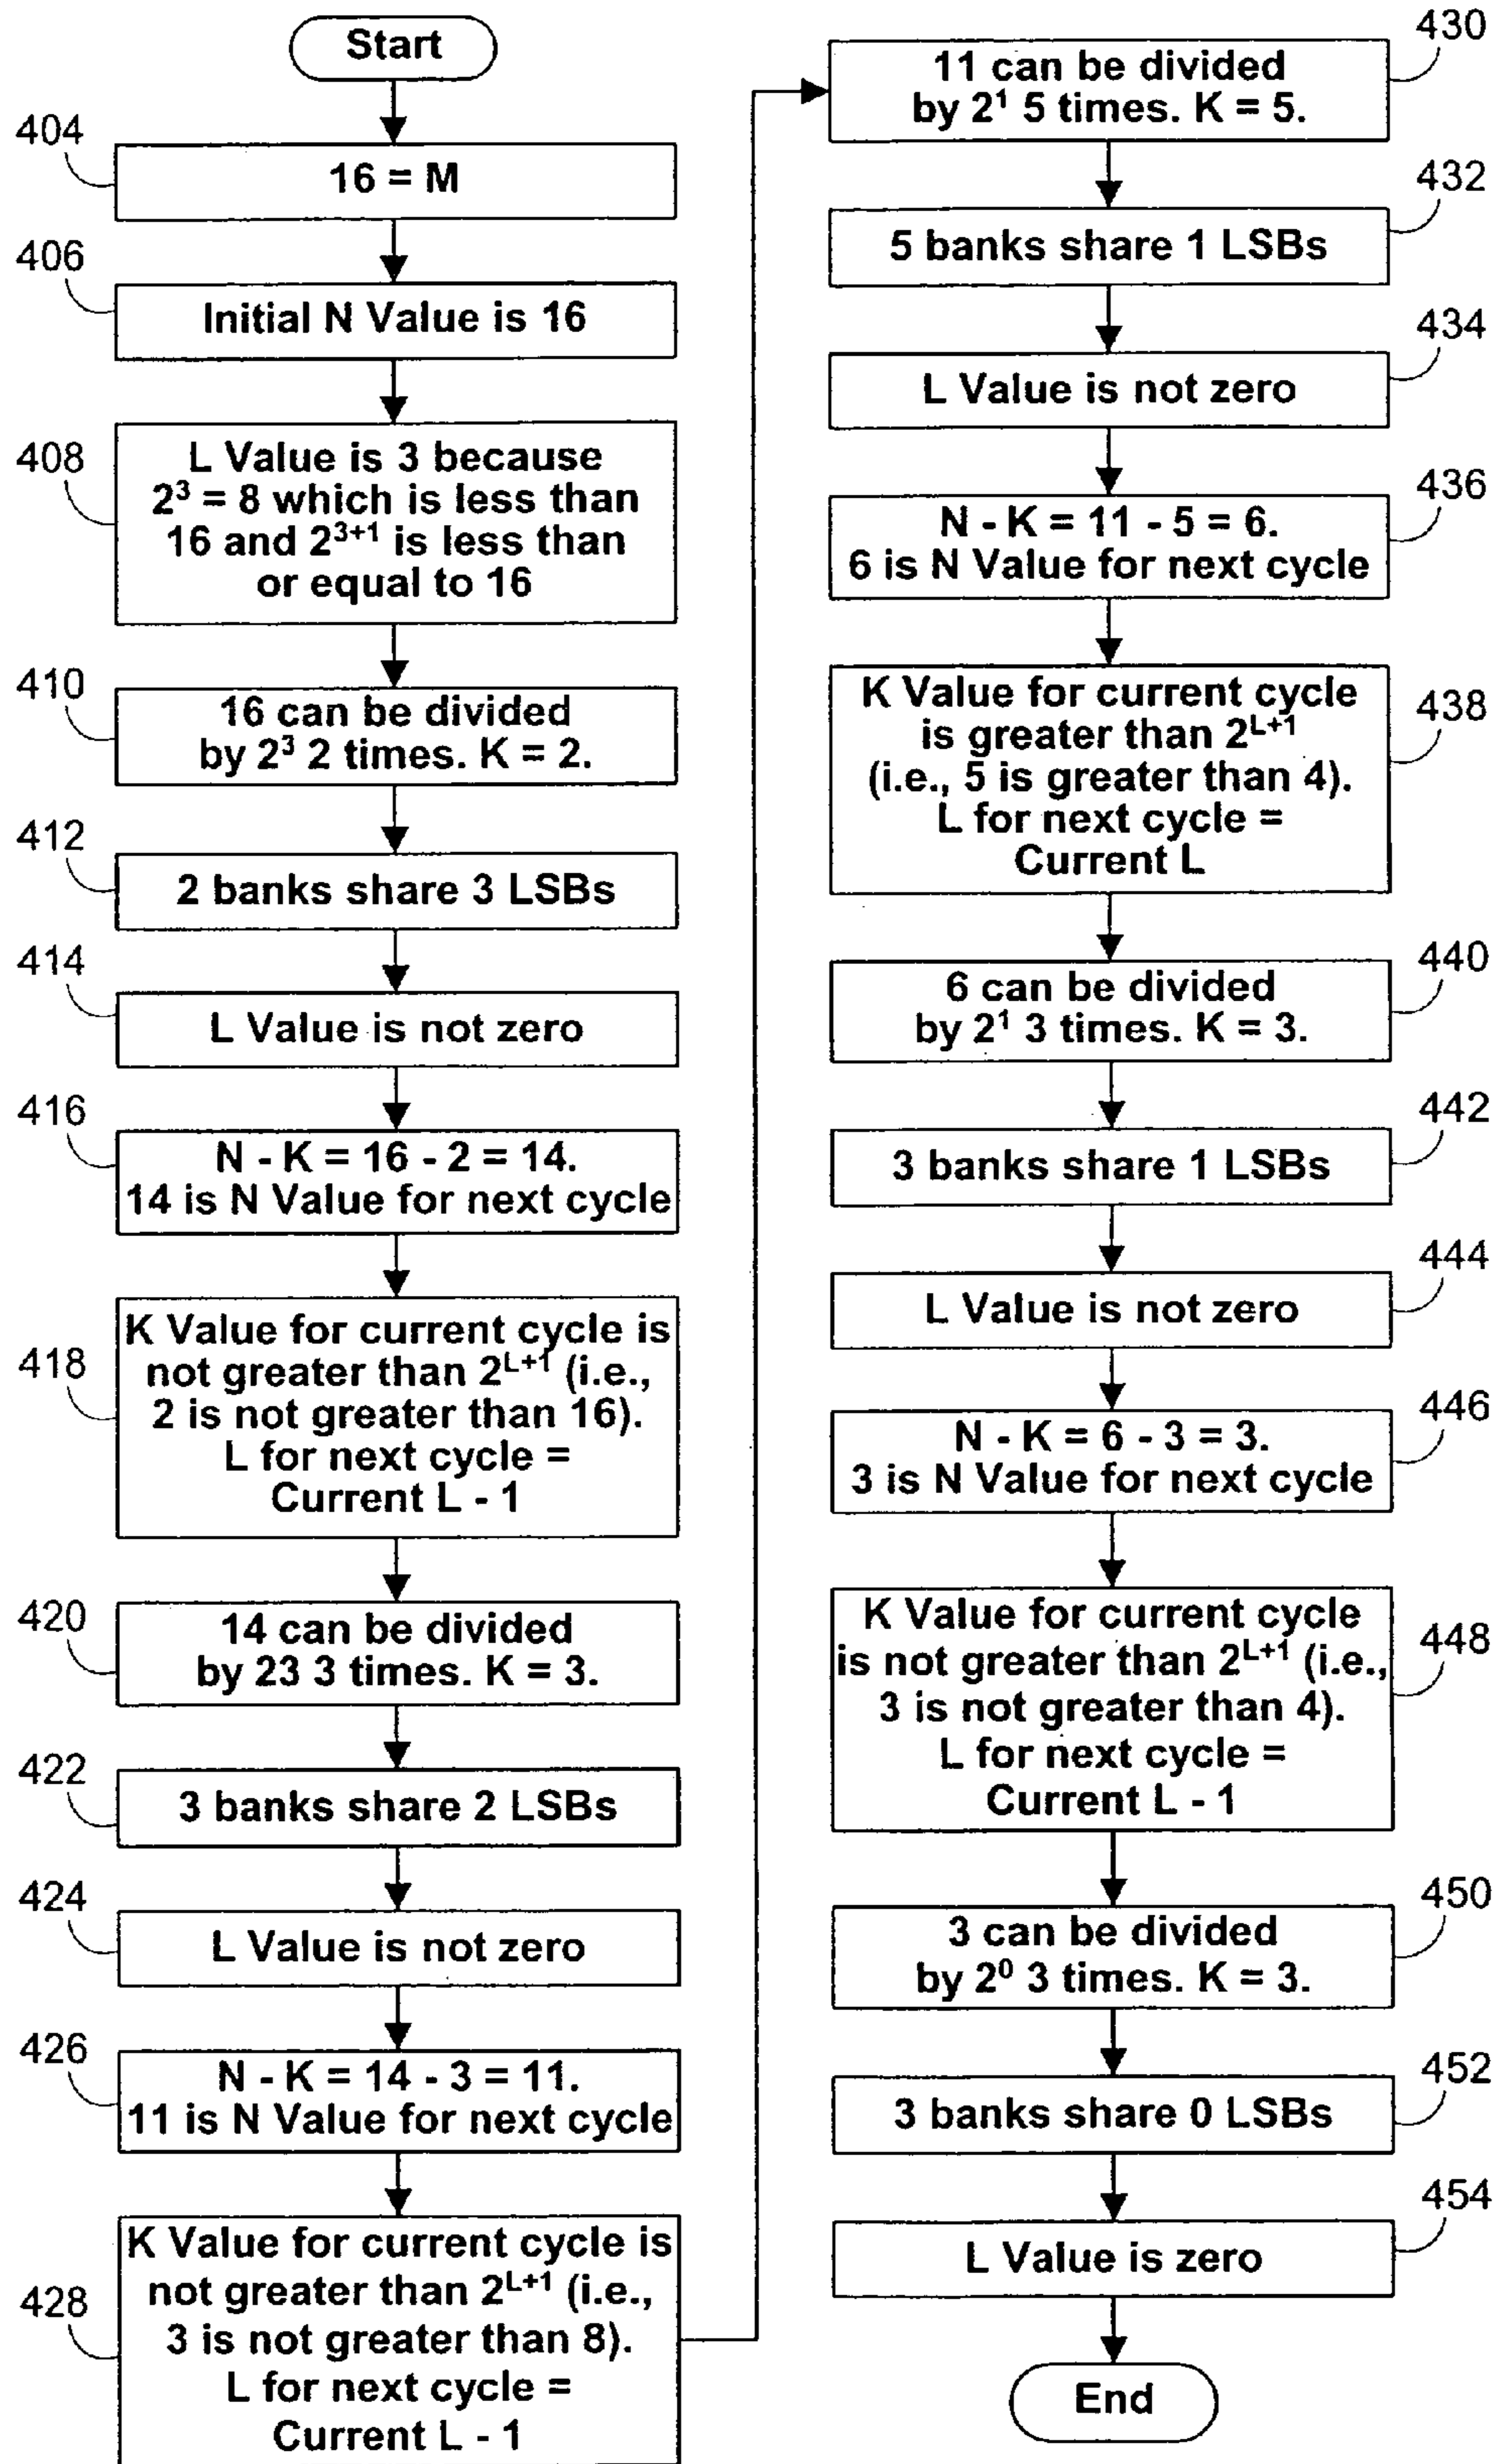 Start
404
16 = M
406
Initial N Value is 16
408
L Value is 3 because
2³ = 8 which is less than
16 and 2³⁺¹ is less than
or equal to 16
410
16 can be divided
by 2³ 2 times. K = 2.
412
2 banks share 3 LSBs
414
L Value is not zero
416
N - K = 16 - 2 = 14.
14 is N Value for next cycle
418
K Value for current cycle is
not greater than 2ᴸ⁺¹ (i.e.,
2 is not greater than 16).
L for next cycle =
Current L - 1
420
14 can be divided
by 23 3 times. K = 3.
422
3 banks share 2 LSBs
424
L Value is not zero
426
N - K = 14 - 3 = 11.
11 is N Value for next cycle
428
K Value for current cycle is
not greater than 2ᴸ⁺¹ (i.e.,
3 is not greater than 8).
L for next cycle =
Current L - 1
430
11 can be divided
by 2¹ 5 times. K = 5.
432
5 banks share 1 LSBs
434
L Value is not zero
436
N - K = 11 - 5 = 6.
6 is N Value for next cycle
438
K Value for current cycle
is greater than 2ᴸ⁺¹
(i.e., 5 is greater than 4).
L for next cycle =
Current L
440
6 can be divided
by 2¹ 3 times. K = 3.
442
3 banks share 1 LSBs
444
L Value is not zero
446
N - K = 6 - 3 = 3.
3 is N Value for next cycle
448
K Value for current cycle
is not greater than 2ᴸ⁺¹ (i.e.,
3 is not greater than 4).
L for next cycle =
Current L - 1
450
3 can be divided
by 2⁰ 3 times. K = 3.
452
3 banks share 0 LSBs
454
L Value is zero
End